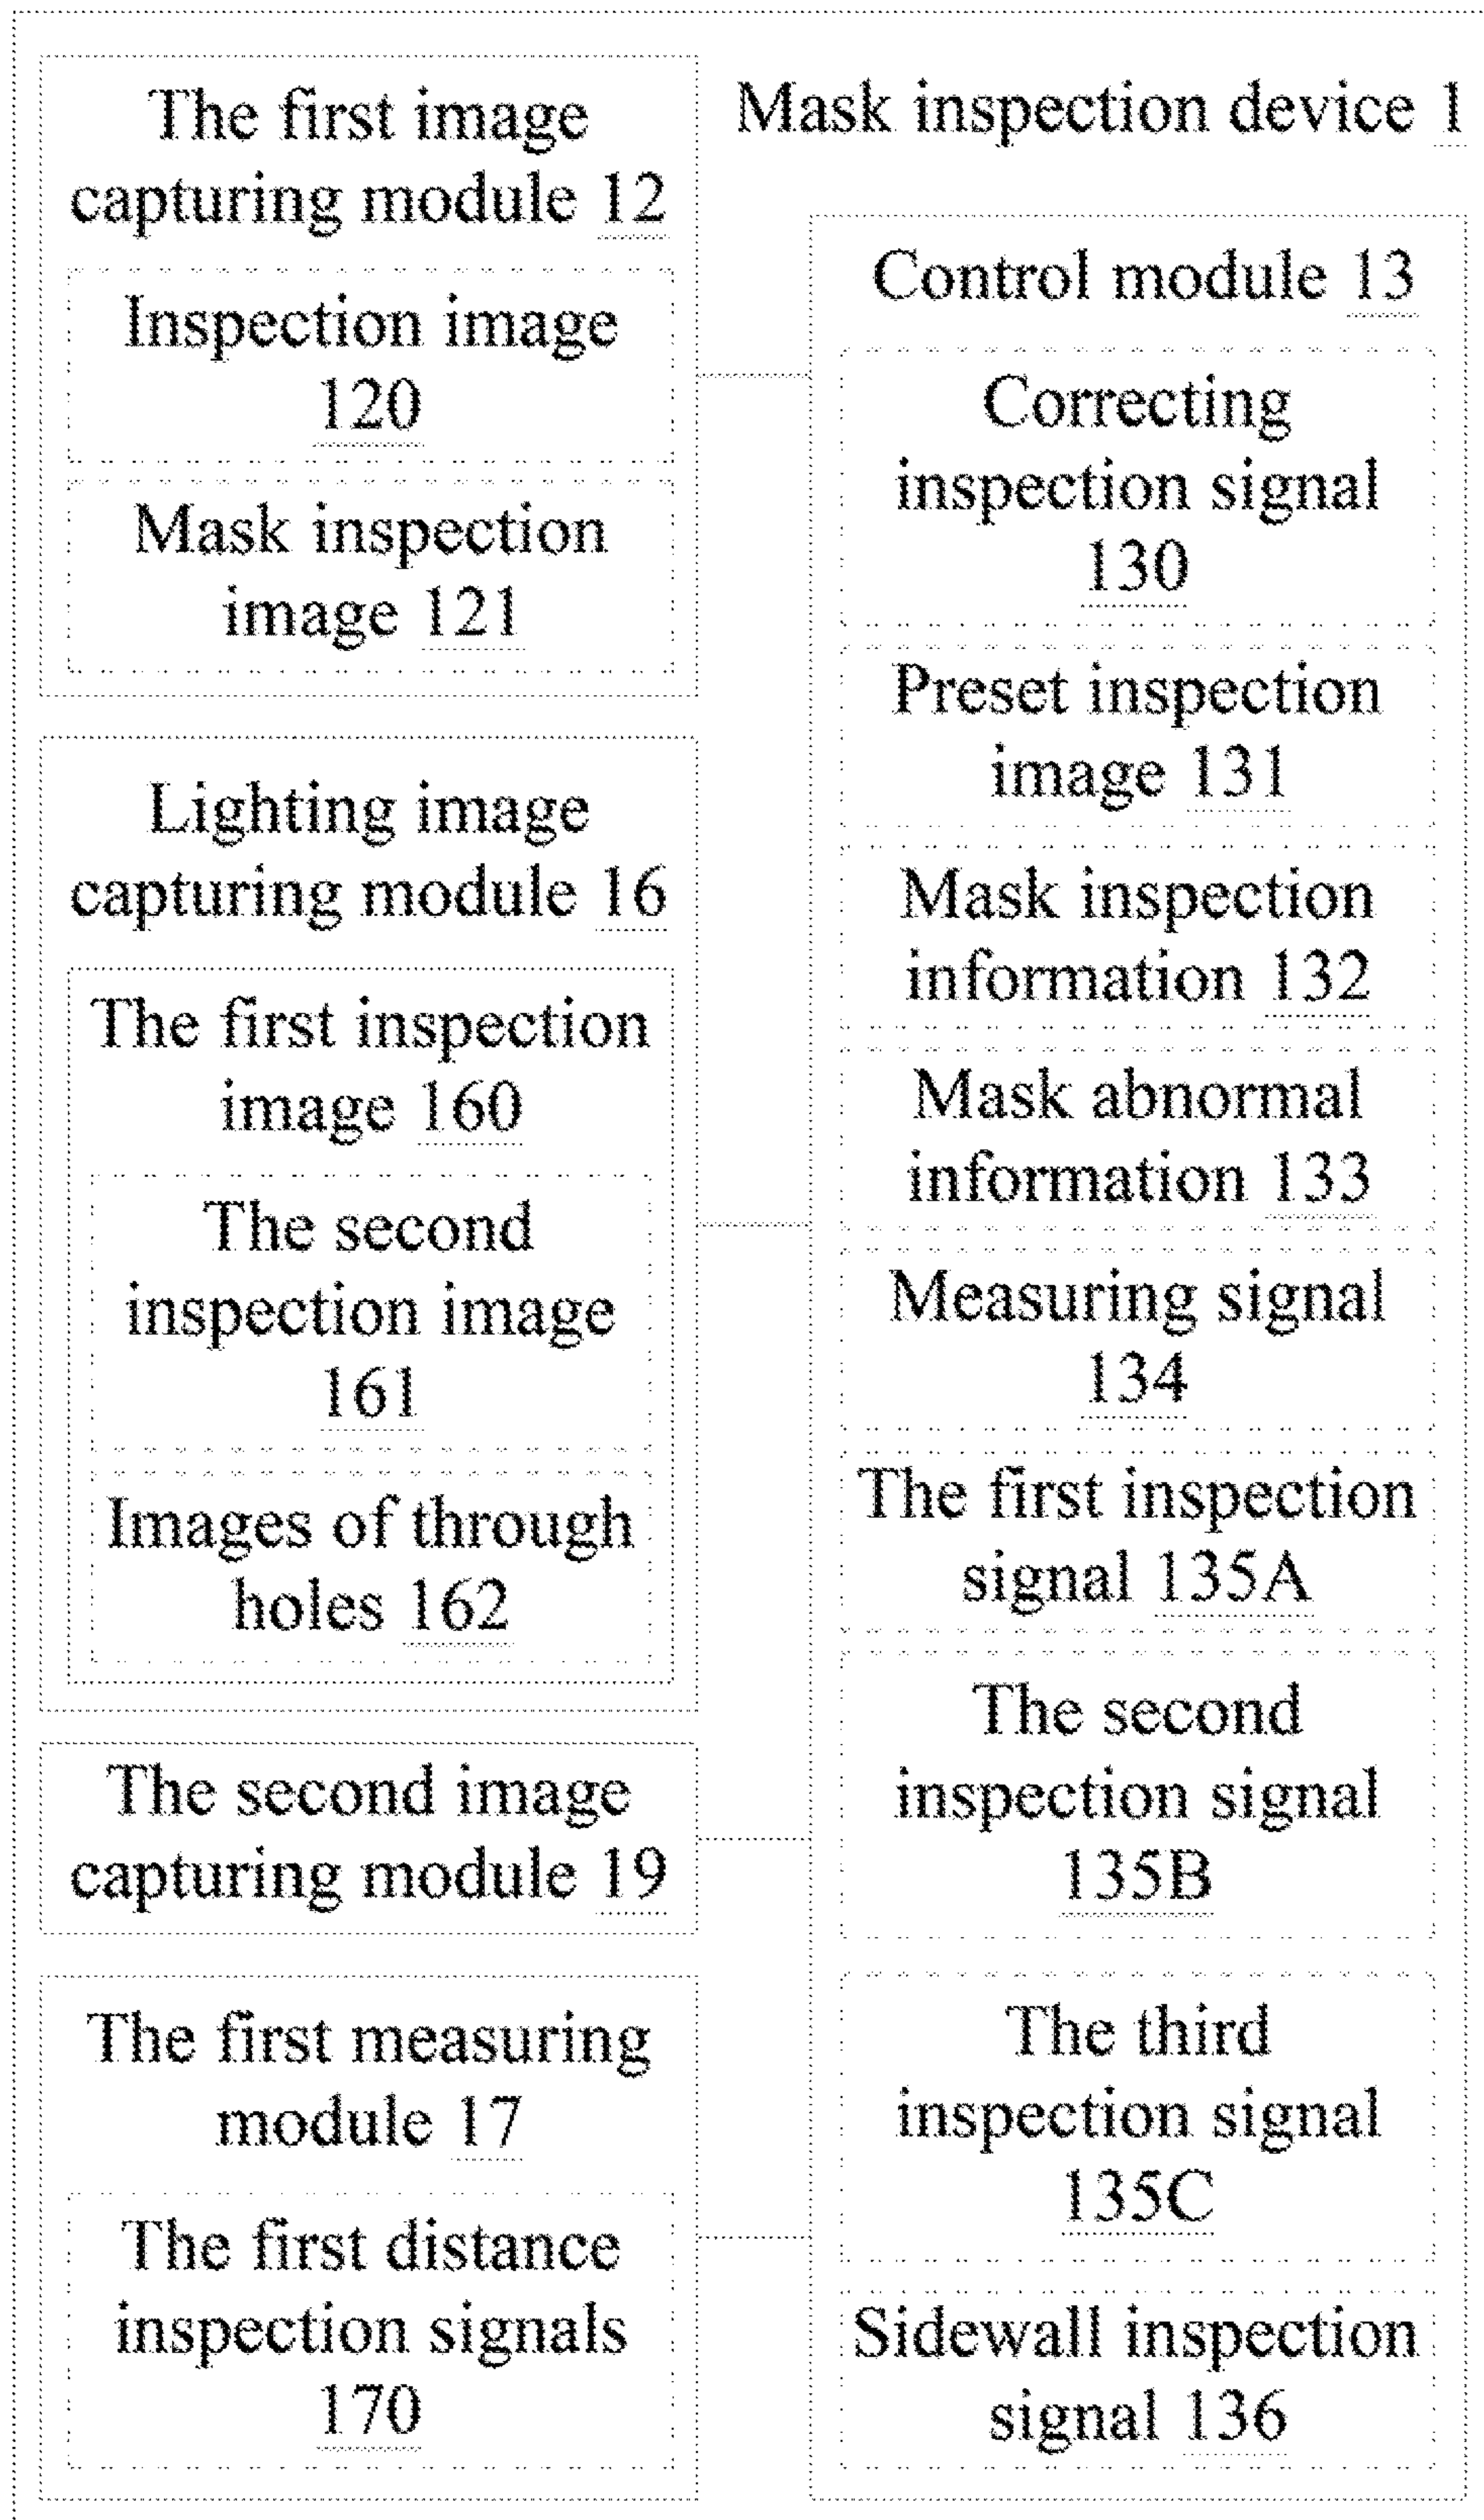 Mask inspection device 1
The first image
capturing module 12
Inspection image
120
Mask inspection
image 121
Lighting image
capturing module 16
The first inspection
image 160
The second
inspection image
161
Images of through
holes 162
The second image
capturing module 19
The first measuring
module 17
The first distance
inspection signals
170
Control module 13
Correcting
inspection signal
130
Preset inspection
image 131
Mask inspection
information 132
Mask abnormal
information 133
Measuring signal
134
The first inspection
signal 135A
The second
inspection signal
135B
The third
inspection signal
135C
Sidewall inspection
signal 136